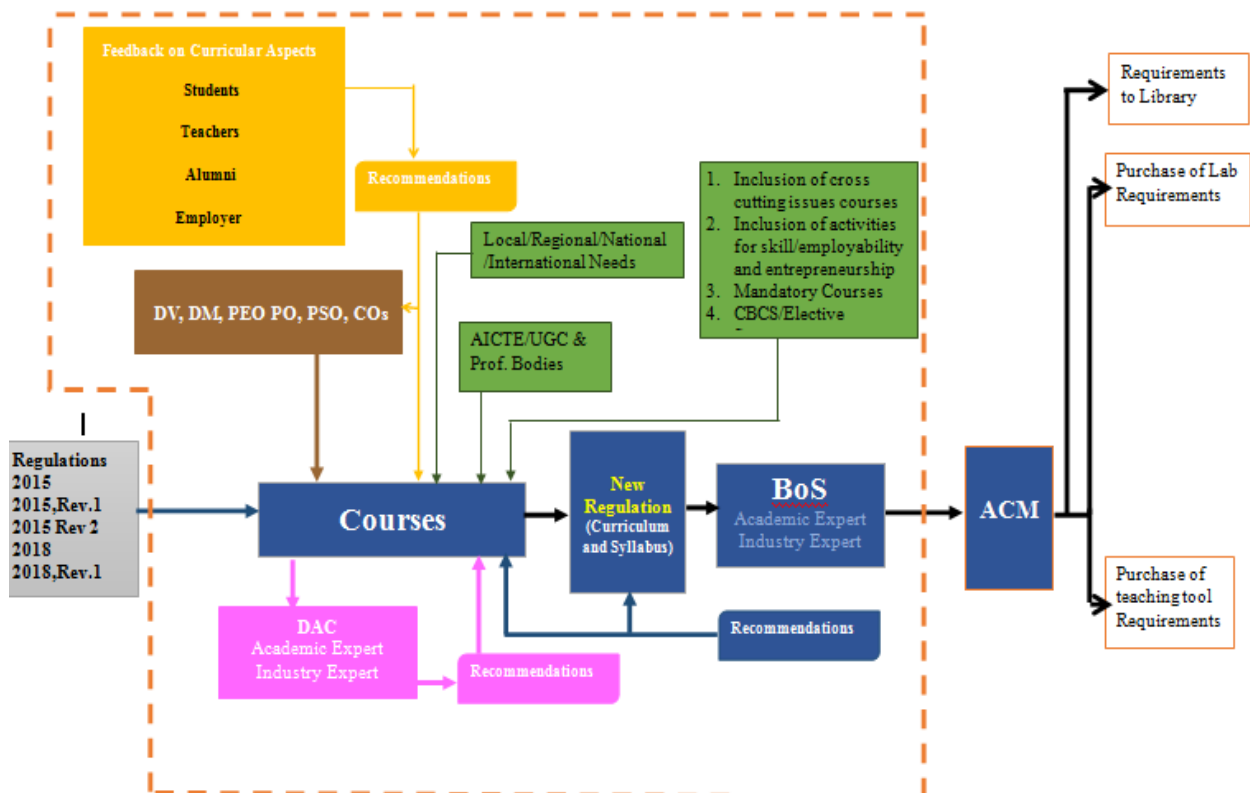 Feedback on Curricular Aspects
Students
Teachers
Alumni
Employer
Recommendations
Local/Regional/National
/International Needs
1. Inclusion of cross
cutting issues courses
2. Inclusion of activities
for skill/employability
and entrepreneurship
3. Mandatory Courses
4. CBCS/Elective
Requirements
to Library
Purchase of Lab
Requirements
DV, DM, PEO PO, PSO, COs
AICTE/UGC &
Prof. Bodies
Regulations
2015
2015,Rev.1
2015 Rev 2
2018
2018,Rev.1
Courses
New
Regulation
(Curriculum
and Syllabus)
BoS
Academic Expert
Industry Expert
ACM
Purchase of
teaching tool
Requirements
DAC
Academic Expert
Industry Expert
Recommendations
Recommendations